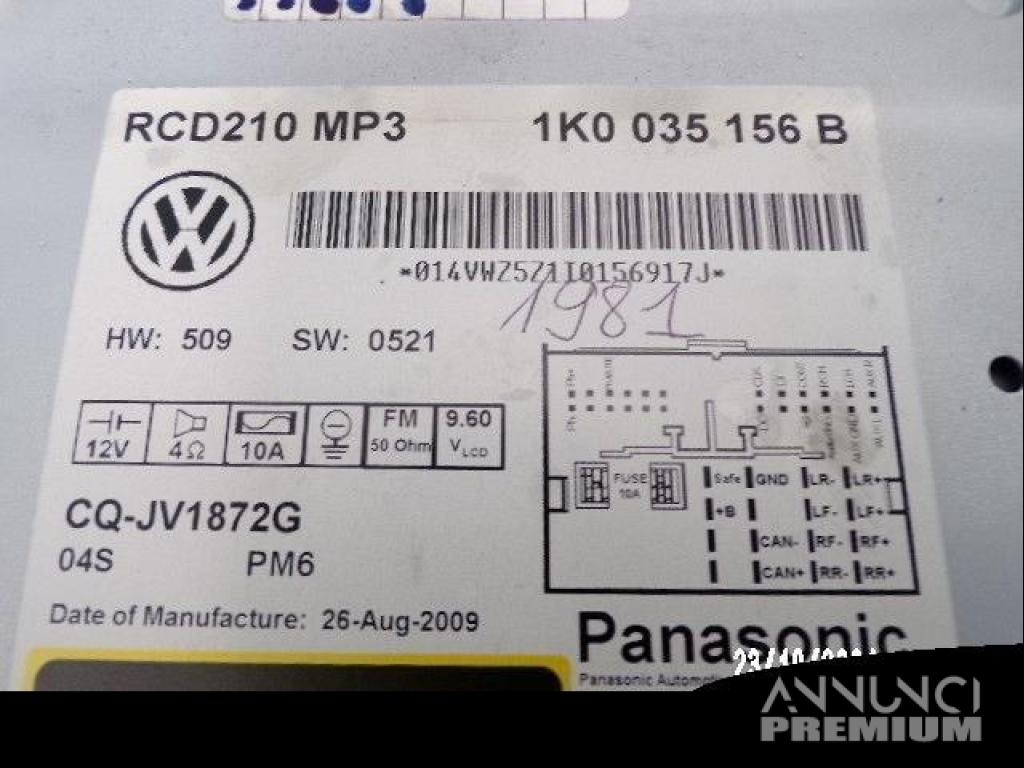 RCD210 MP3 1K0 035 156 B
*014VWZ5Z1I0156917J*
1981
HW: 509 SW: 0521
12V 4Ω 10A FM 50 Ohm 9.60 VLCD
FUSE 10A Safe GND LR- LR+
+B LF- LF+
CAN- RF- RF+
CAN+ RR- RR+
CQ-JV1872G
04S PM6
Date of Manufacture: 26-Aug-2009
Panasonic
Panasonic
ANNUNCI
PREMIUM